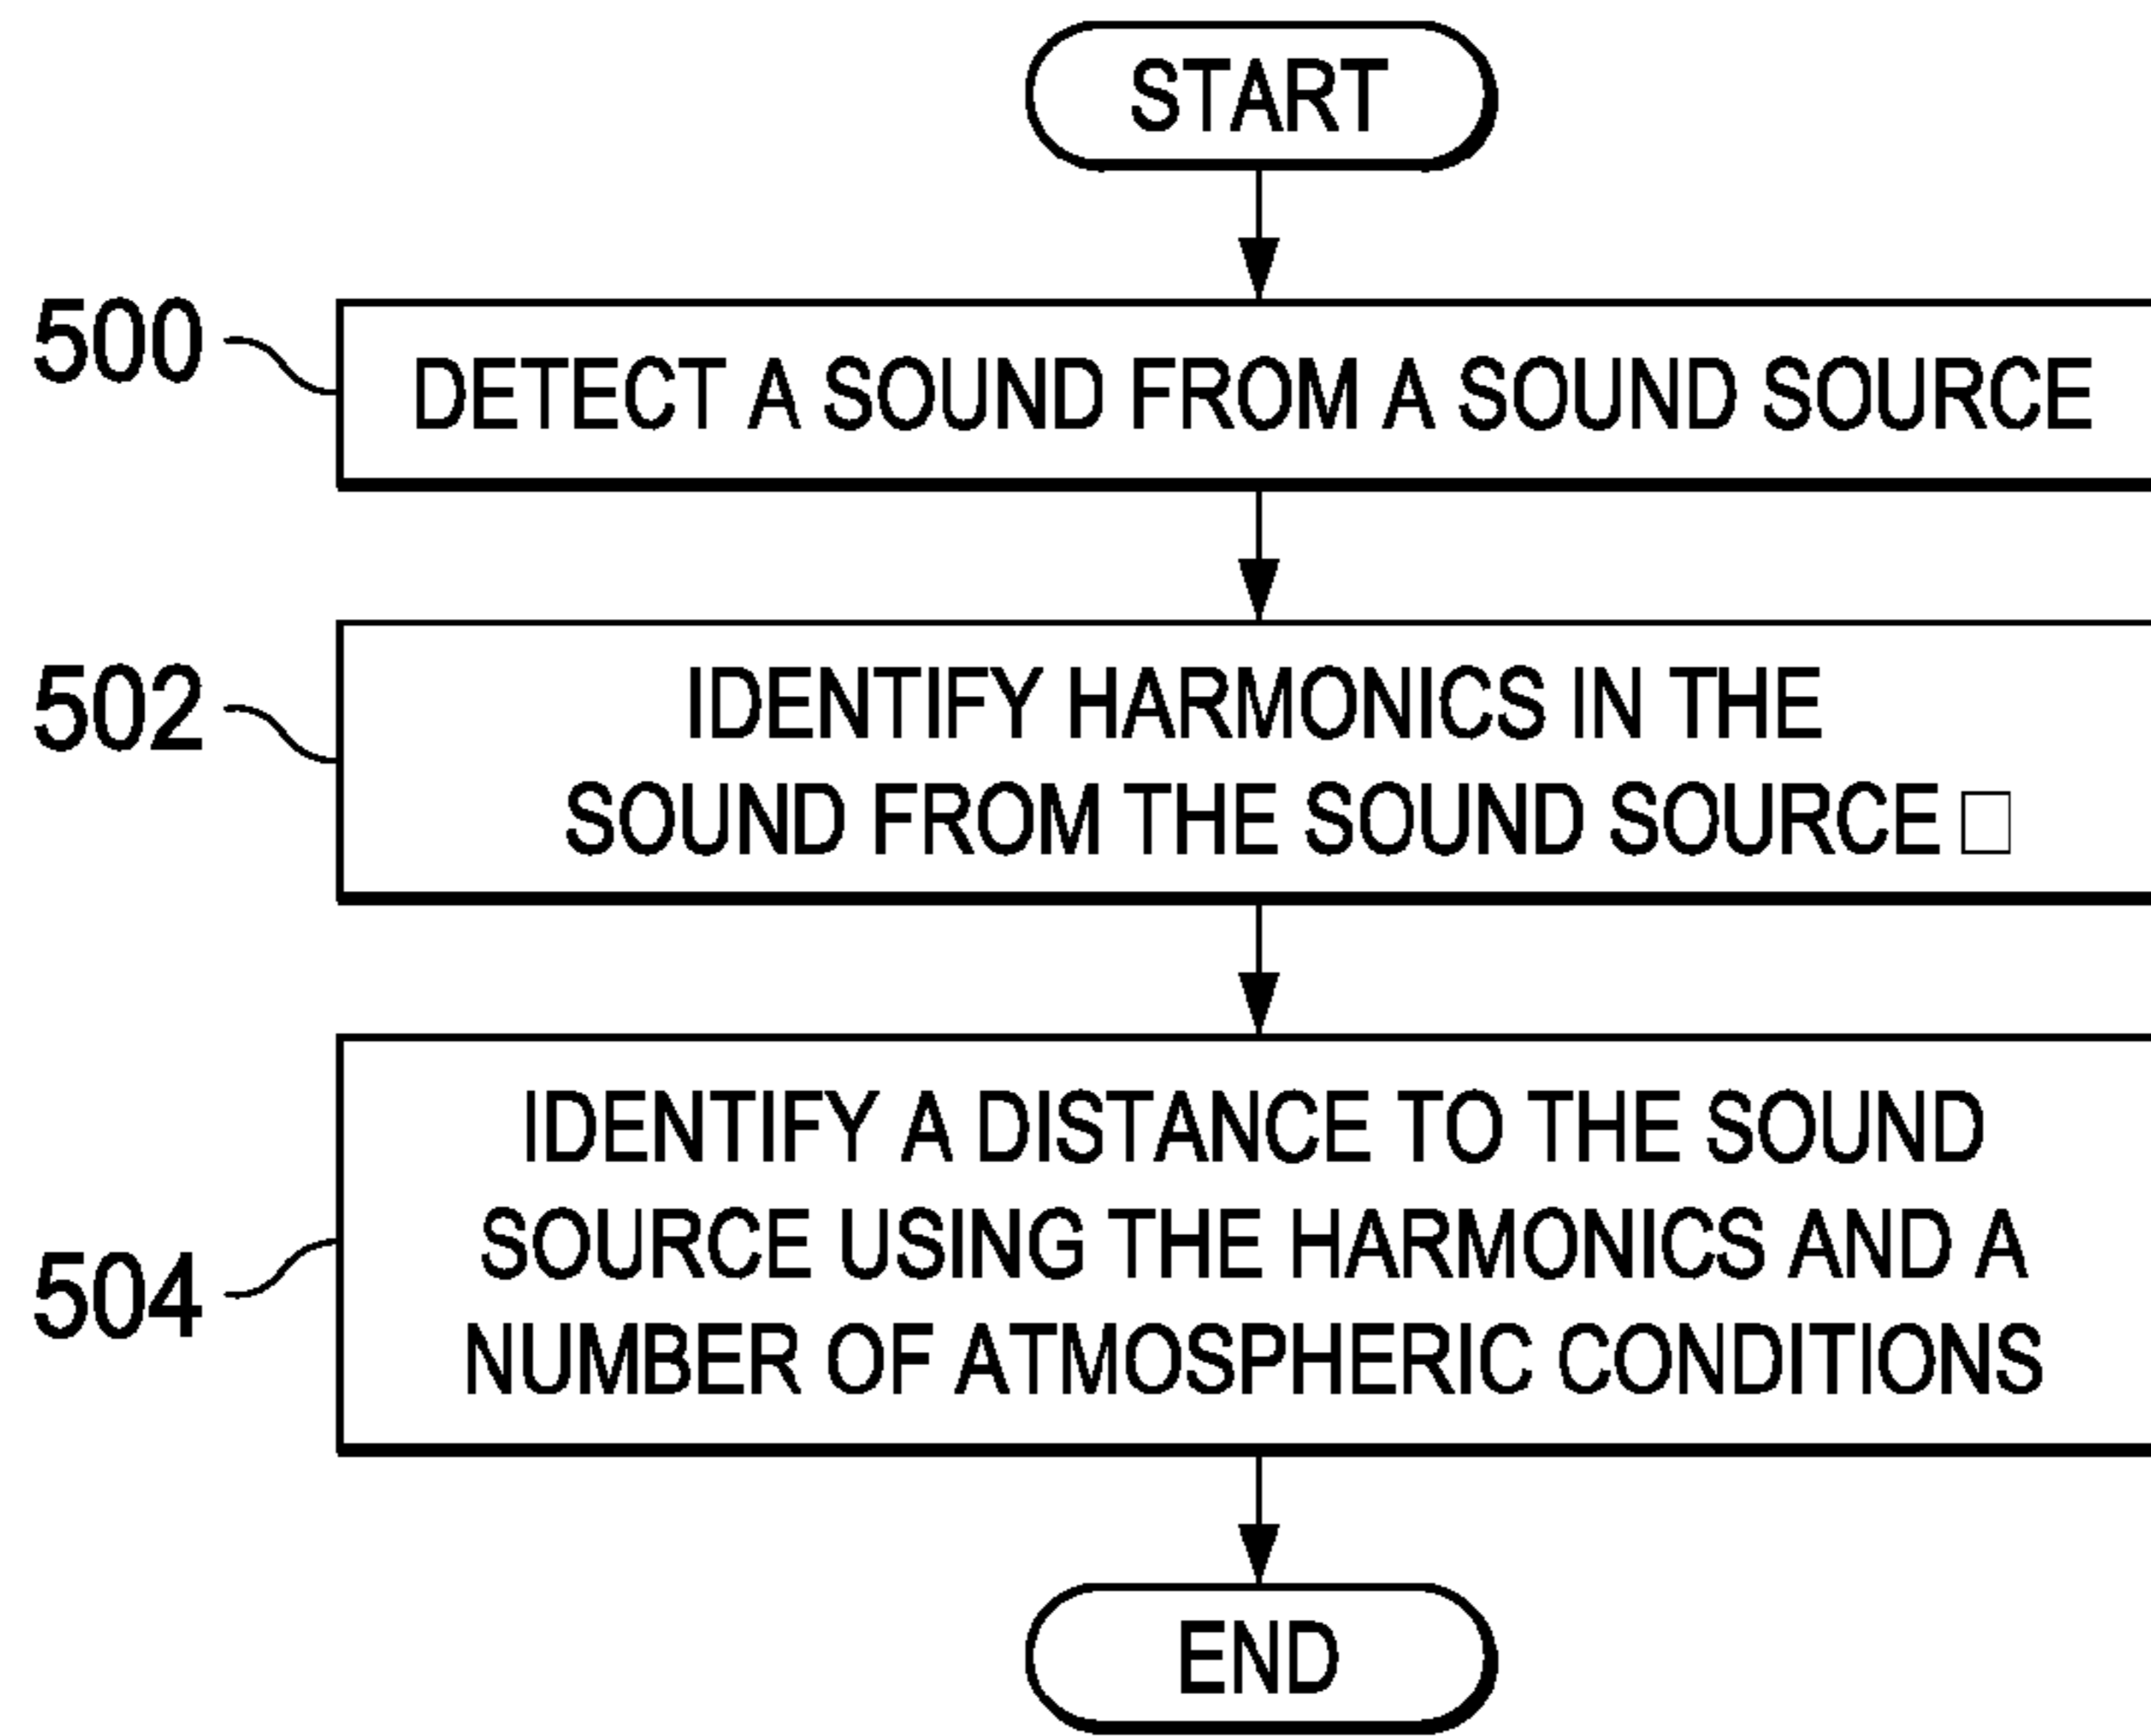 START
500
DETECT A SOUND FROM A SOUND SOURCE
502
IDENTIFY HARMONICS IN THE
SOUND FROM THE SOUND SOURCE □
504
IDENTIFY A DISTANCE TO THE SOUND
SOURCE USING THE HARMONICS AND A
NUMBER OF ATMOSPHERIC CONDITIONS
END